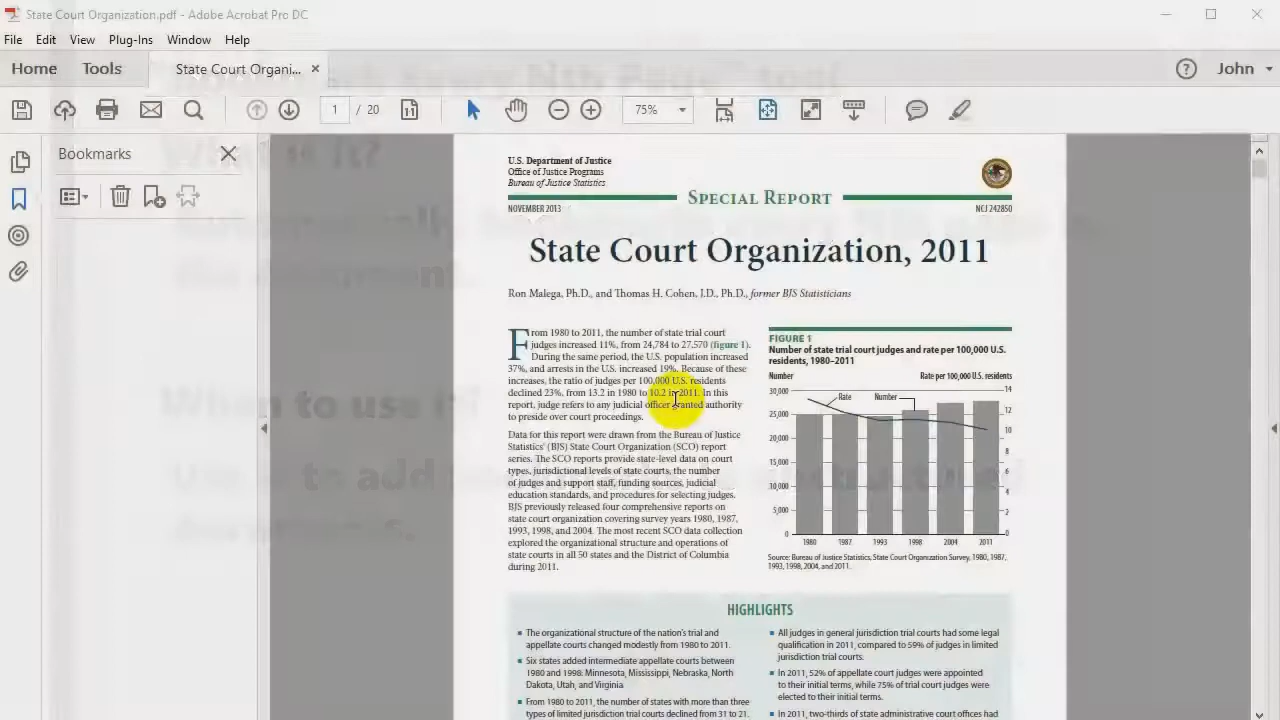 State Court Organization.pdf - Adobe Acrobat Pro DC
File Edit View Plug-Ins Window Help
Home Tools State Court Organi... × ? John
1 / 20 75%
Bookmarks
What is it?
U.S. Department of Justice
Office of Justice Programs
Bureau of Justice Statistics
SPECIAL REPORT
NOVEMBER 2013 NCJ 242850
State Court Organization, 2011
Ron Malega, Ph.D., and Thomas H. Cohen, J.D., Ph.D., former BJS Statisticians
From 1980 to 2011, the number of state trial court
judges increased 11%, from 24,784 to 27,570 (figure 1).
During the same period, the U.S. population increased
37%, and arrests in the U.S. increased 19%. Because of these
increases, the ratio of judges per 100,000 U.S. residents
declined 23%, from 13.2 in 1980 to 10.2 in 2011. In this
report, judge refers to any judicial officer granted authority
to preside over court proceedings.
Data for this report were drawn from the Bureau of Justice
Statistics' (BJS) State Court Organization (SCO) report
series. The SCO reports provide state-level data on court
types, jurisdictional levels of state courts, the number
of judges and support staff, funding sources, judicial
education standards, and procedures for selecting judges.
BJS previously released four comprehensive reports on
state court organization covering survey years 1980, 1987,
1993, 1998, and 2004. The most recent SCO data collection
explored the organizational structure and operations of
state courts in all 50 states and the District of Columbia
during 2011.
FIGURE 1
Number of state trial court judges and rate per 100,000 U.S.
residents, 1980–2011
Number Rate per 100,000 U.S. residents
30,000 14
Rate Number
25,000 12
20,000 10
15,000 8
10,000 6
5,000 4
2
0 0
1980 1987 1993 1998 2004 2011
Source: Bureau of Justice Statistics, State Court Organization Survey, 1980, 1987,
1993, 1998, 2004, and 2011.
HIGHLIGHTS
The organizational structure of the nation's trial and
appellate courts changed modestly from 1980 to 2011.
Six states added intermediate appellate courts between
1980 and 1998: Minnesota, Mississippi, Nebraska, North
Dakota, Utah, and Virginia.
From 1980 to 2011, the number of states with more than three
types of limited jurisdiction trial courts declined from 31 to 21.
All judges in general jurisdiction trial courts had some legal
qualification in 2011, compared to 59% of judges in limited
jurisdiction trial courts.
In 2011, 52% of appellate court judges were appointed
to their initial terms, while 75% of trial court judges were
elected to their initial terms.
In 2011, two-thirds of state administrative court offices had